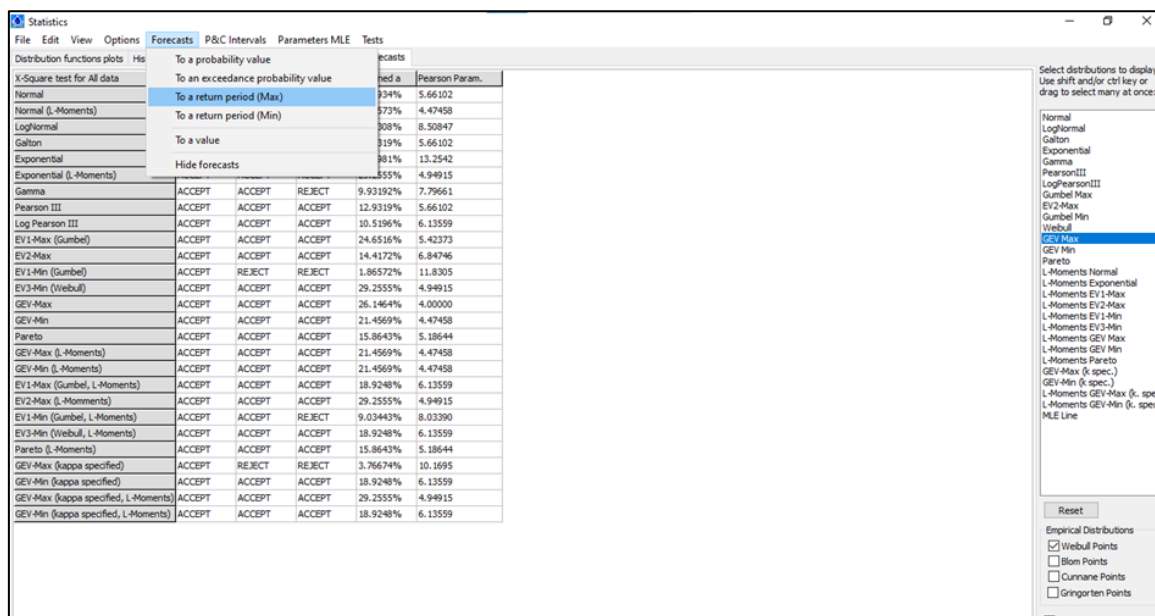 Statistics
File Edit View Options Forecasts P&C Intervals Parameters MLE Tests
Distribution functions plots His
ecasts
To a probability value
To an exceedance probability value
To a return period (Max)
To a return period (Min)
To a value
Hide forecasts
X-Square test for All data ned a Pearson Param.
Normal 934% 5.66102
Normal (L-Moments) 573% 4.47458
LogNormal 308% 8.50847
Galton 319% 5.66102
Exponential 981% 13.2542
Exponential (L-Moments) 4.94915
Gamma ACCEPT ACCEPT REJECT 9.93192% 7.79661
Pearson III ACCEPT ACCEPT ACCEPT 12.9319% 5.66102
Log Pearson III ACCEPT ACCEPT ACCEPT 10.5196% 6.13559
EV1-Max (Gumbel) ACCEPT ACCEPT ACCEPT 24.6516% 5.42373
EV2-Max ACCEPT ACCEPT ACCEPT 14.4172% 6.84746
EV1-Min (Gumbel) ACCEPT REJECT REJECT 1.86572% 11.8305
EV3-Min (Weibull) ACCEPT ACCEPT ACCEPT 29.2555% 4.94915
GEV-Max ACCEPT ACCEPT ACCEPT 26.1464% 4.00000
GEV-Min ACCEPT ACCEPT ACCEPT 21.4569% 4.47458
Pareto ACCEPT ACCEPT ACCEPT 15.8643% 5.18644
GEV-Max (L-Moments) ACCEPT ACCEPT ACCEPT 21.4569% 4.47458
GEV-Min (L-Moments) ACCEPT ACCEPT ACCEPT 21.4569% 4.47458
EV1-Max (Gumbel, L-Moments) ACCEPT ACCEPT ACCEPT 18.9248% 6.13559
EV2-Max (L-Momments) ACCEPT ACCEPT ACCEPT 29.2555% 4.94915
EV1-Min (Gumbel, L-Moments) ACCEPT ACCEPT REJECT 9.03443% 8.03390
EV3-Min (Weibull, L-Moments) ACCEPT ACCEPT ACCEPT 18.9248% 6.13559
Pareto (L-Moments) ACCEPT ACCEPT ACCEPT 15.8643% 5.18644
GEV-Max (kappa specified) ACCEPT REJECT REJECT 3.76674% 10.1695
GEV-Min (kappa specified) ACCEPT ACCEPT ACCEPT 18.9248% 6.13559
GEV-Max (kappa specified, L-Moments) ACCEPT ACCEPT ACCEPT 29.2555% 4.94915
GEV-Min (kappa specified, L-Moments) ACCEPT ACCEPT ACCEPT 18.9248% 6.13559
Select distributions to display
Use shift and/or ctrl key or
drag to select many at once:
Normal
LogNormal
Galton
Exponential
Gamma
PearsonIII
LogPearsonIII
Gumbel Max
EV2-Max
Gumbel Min
Weibull
GEV Max
GEV Min
Pareto
L-Moments Normal
L-Moments Exponential
L-Moments EV1-Max
L-Moments EV2-Max
L-Moments EV1-Min
L-Moments EV3-Min
L-Moments GEV Max
L-Moments GEV Min
L-Moments Pareto
GEV-Max (k spec.)
GEV-Min (k spec.)
L-Moments GEV-Max (k. spe
L-Moments GEV-Min (k. spec
MLE Line
Reset
Empirical Distributions
Weibull Points
Blom Points
Cunnane Points
Gringorten Points